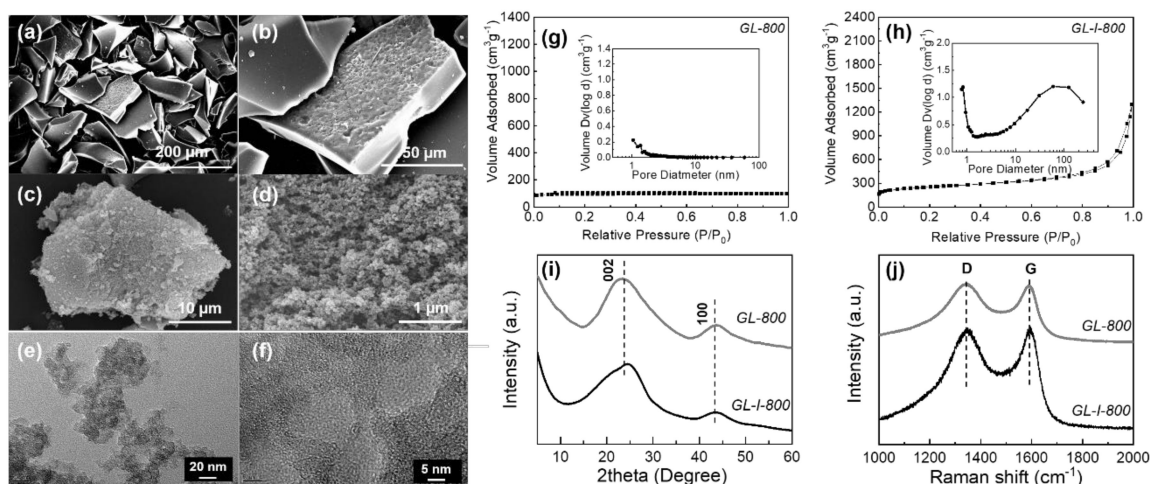 (a)
200 µm
(b)
50 µm
(c)
10 µm
(d)
1 µm
(e)
20 nm
(f)
5 nm
(g)
GL-800
Volume Adsorbed (cm³g⁻¹)
1400
1200
1000
800
600
400
200
0
0.0 0.2 0.4 0.6 0.8 1.0
Relative Pressure (P/P₀)
Volume Dv(log d) (cm³g⁻¹)
1.4
1.2
1.0
0.8
0.6
0.4
0.2
0.0
1 10 100
Pore Diatmeter (nm)
(h)
GL-I-800
Volume Adsorbed (cm³g⁻¹)
2400
2100
1800
1500
1200
900
600
300
0
0.0 0.2 0.4 0.6 0.8 1.0
Relative Pressure (P/P₀)
Volume Dv(log d) (cm³g⁻¹)
2.0
1.5
1.0
0.5
0.0
1 10 100
Pore Diameter (nm)
(i)
002
100
GL-800
GL-I-800
Intensity (a.u.)
10 20 30 40 50 60
2theta (Degree)
(j)
D
G
GL-800
GL-I-800
Intensity (a.u.)
1000 1200 1400 1600 1800 2000
Raman shift (cm⁻¹)